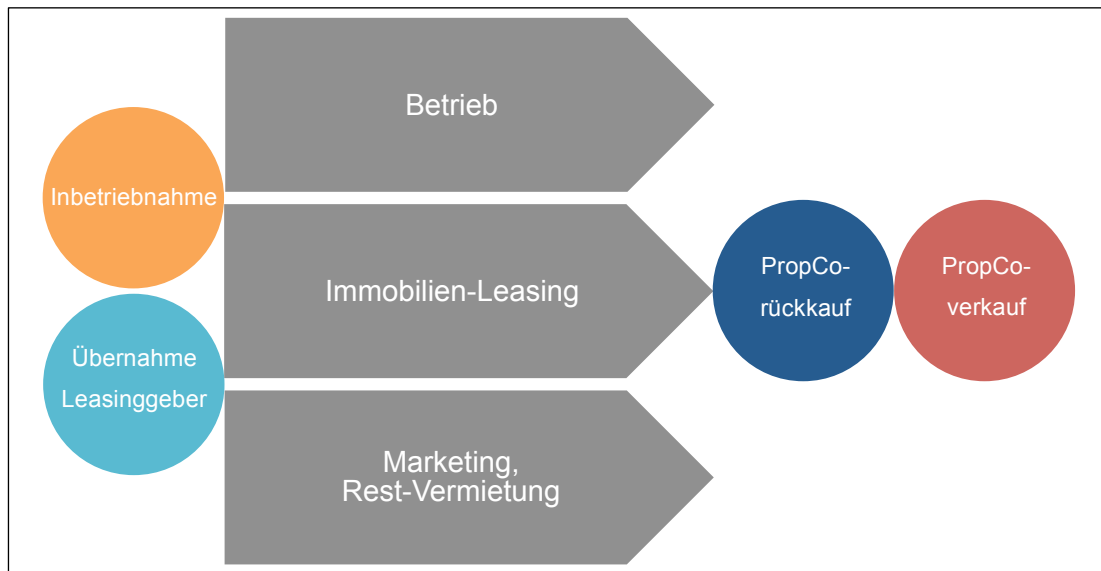 Betrieb
Inbetriebnahme
Immobilien-Leasing
PropCo-
rückkauf
PropCo-
verkauf
Übernahme
Leasinggeber
Marketing,
Rest-Vermietung